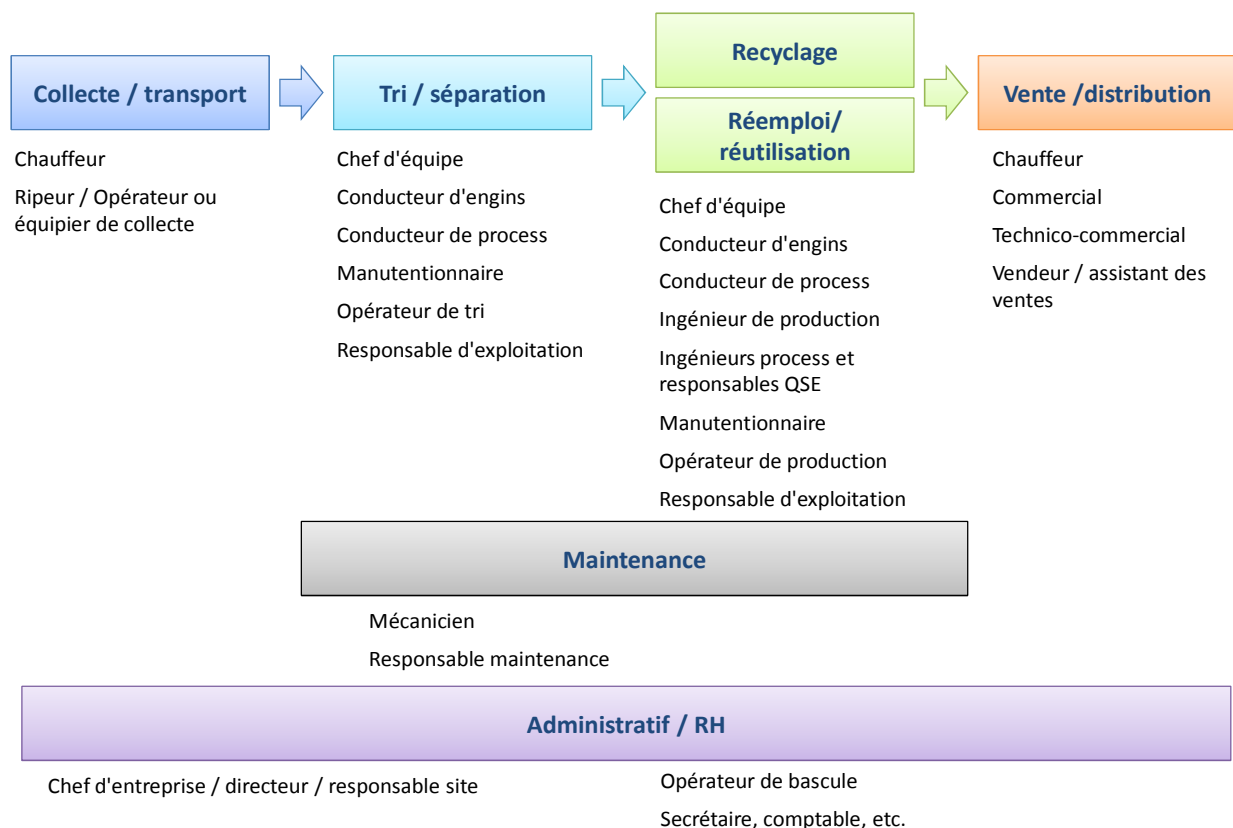 Collecte / transport
Chauffeur
Ripeur / Opérateur ou
équipier de collecte
Tri / séparation
Chef d'équipe
Conducteur d'engins
Conducteur de process
Manutentionnaire
Opérateur de tri
Responsable d'exploitation
Recyclage
Réemploi/
réutilisation
Chef d'équipe
Conducteur d'engins
Conducteur de process
Ingénieur de production
Ingénieurs process et
responsables QSE
Manutentionnaire
Opérateur de production
Responsable d'exploitation
Vente /distribution
Chauffeur
Commercial
Technico-commercial
Vendeur / assistant des
ventes
Maintenance
Mécanicien
Responsable maintenance
Administratif / RH
Chef d'entreprise / directeur / responsable site
Opérateur de bascule
Secrétaire, comptable, etc.